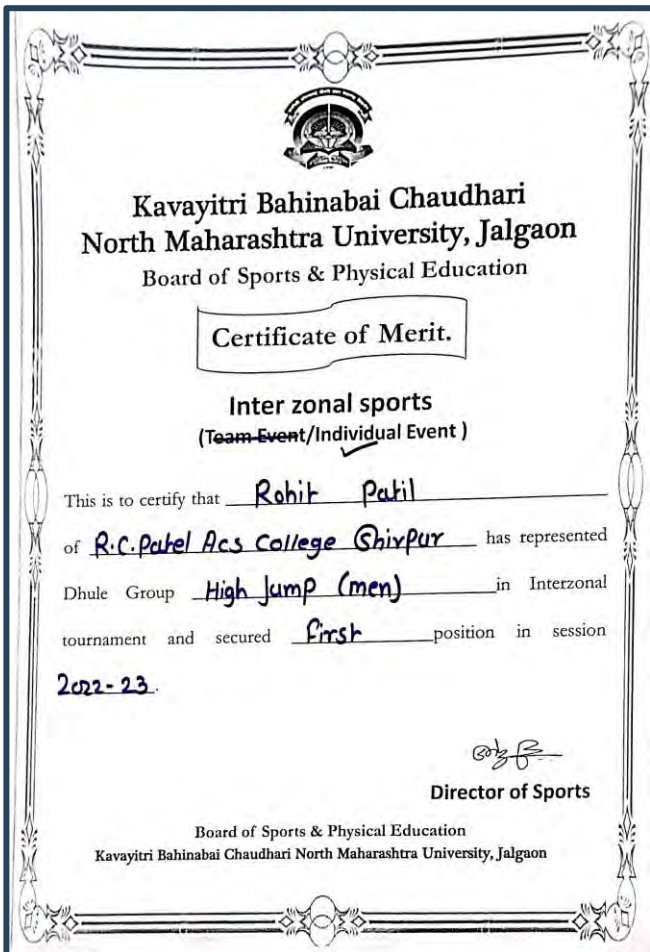 Kavayitri Bahinabai Chaudhari
North Maharashtra University, Jalgaon
Board of Sports & Physical Education
Certificate of Merit.
Inter zonal sports
(Team Event/Individual Event )
This is to certify that Rohit Patil
of R.C.Patel Acs College Shirpur has represented
Dhule Group High Jump (men) in Interzonal
tournament and secured First position in session
2022-23.
Director of Sports
Board of Sports & Physical Education
Kavayitri Bahinabai Chaudhari North Maharashtra University, Jalgaon